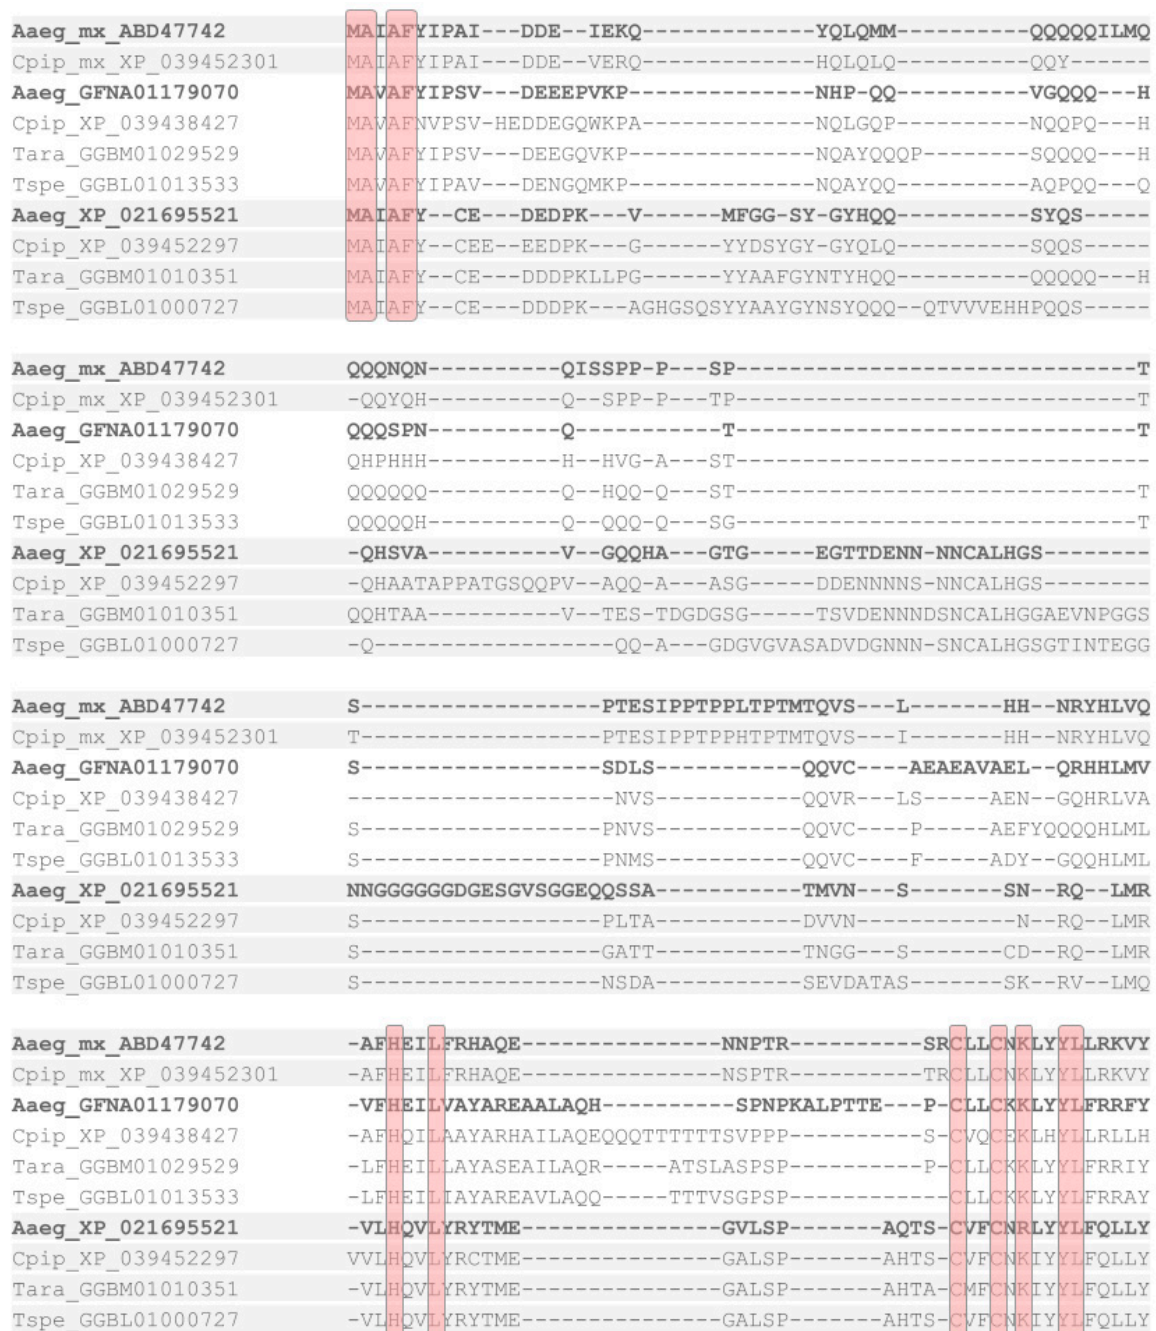 Aaeg_mx_ABD47742 MAIAFYIPAI---DDE--IEKQ-------------YQLQMM----------QQQQQILMQ
Cpip_mx_XP_039452301 MAIAFYIPAI---DDE--VERQ-------------HQLQLQ----------QQY------
Aaeg_GFNA01179070 MAVAFYIPSV---DEEEPVKP--------------NHP-QQ----------VGQQQ---H
Cpip_XP_039438427 MAVAFNVPSV-HEDDEGQWKPA-------------NQLGQP----------NQQPQ---H
Tara_GGBM01029529 MAVAFYIPSV---DEEGQVKP--------------NQAYQQQP--------SQQQQ---H
Tspe_GGBL01013533 MAVAFYIPAV---DENGQMKP--------------NQAYQQ----------AQPQQ---Q
Aaeg_XP_021695521 MAIAFY--CE---DEDPK---V------MFGG-SY-GYHQQ----------SYQS-----
Cpip_XP_039452297 MAIAFY--CEE--EEDPK---G------YYDSYGY-GYQLQ----------SQQS-----
Tara_GGBM01010351 MAIAFY--CE---DDDPKLLPG------YYAAFGYNTYHQQ----------QQQQQ---H
Tspe_GGBL01000727 MAIAFY--CE---DDDPK---AGHGSQSYYAAYGYNSYQQQ--QTVVVEHHPQQS-----
Aaeg_mx_ABD47742 QQQNQN----------QISSPP-P---SP------------------------------T
Cpip_mx_XP_039452301 -QQYQH----------Q--SPP-P---TP------------------------------T
Aaeg_GFNA01179070 QQQSPN----------Q-----------T------------------------------T
Cpip_XP_039438427 QHPHHH----------H--HVG-A---ST-------------------------------
Tara_GGBM01029529 QQQQQQ----------Q--HQQ-Q---ST------------------------------T
Tspe_GGBL01013533 QQQQQH----------Q--QQQ-Q---SG------------------------------T
Aaeg_XP_021695521 -QHSVA----------V--GQQHA---GTG-----EGTTDENN-NNCALHGS--------
Cpip_XP_039452297 -QHAATAPPATGSQQPV--AQQ-A---ASG-----DDENNNNS-NNCALHGS--------
Tara_GGBM01010351 QQHTAA----------V--TES-TDGDGSG-----TSVDENNNDSNCALHGGAEVNPGGS
Tspe_GGBL01000727 -Q------------------QQ-A---GDGVGVASADVDGNNN-SNCALHGSGTINTEGG
Aaeg_mx_ABD47742 S------------------PTESIPPTPPLTPTMTQVS---L-------HH--NRYHLVQ
Cpip_mx_XP_039452301 T------------------PTESIPPTPPHTPTMTQVS---I-------HH--NRYHLVQ
Aaeg_GFNA01179070 S------------------SDLS-----------QQVC----AEAEAVAEL--QRHHLMV
Cpip_XP_039438427 --------------------NVS-----------QQVR---LS-----AEN--GQHRLVA
Tara_GGBM01029529 S------------------PNVS-----------QQVC----P-----AEFYQQQQHLML
Tspe_GGBL01013533 S------------------PNMS-----------QQVC----F-----ADY--GQQHLML
Aaeg_XP_021695521 NNGGGGGGDGESGVSGGEQQSSA-----------TMVN---S-------SN--RQ--LMR
Cpip_XP_039452297 S------------------PLTA-----------DVVN------------N--RQ--LMR
Tara_GGBM01010351 S------------------GATT-----------TNGG---S-------CD--RQ--LMR
Tspe_GGBL01000727 S------------------NSDA-----------SEVDATAS-------SK--RV--LMQ
Aaeg_mx_ABD47742 -AFHEILFRHAQE---------------NNPTR----------SRCLLCNKLYYLLRKVY
Cpip_mx_XP_039452301 -AFHEILFRHAQE---------------NSPTR----------TRCLLCNKLYYLLRKVY
Aaeg_GFNA01179070 -VFHEILVAYAREAALAQH----------SPNPKALPTTE---P-CLLCKKLYYLFRRFY
Cpip_XP_039438427 -AFHQILAAYARHAILAQEQQQTTTTTTSVPPP----------S-CVQCEKLHYLLRLLH
Tara_GGBM01029529 -LFHEILLAYASEAILAQR-----ATSLASPSP----------P-CLLCKKLYYLFRRIY
Tspe_GGBL01013533 -LFHEILIAYAREAVLAQQ-----TTTVSGPSP------------CLLCKKLYYLFRRAY
Aaeg_XP_021695521 -VLHQVLYRYTME---------------GVLSP-------AQTS-CVFCNRLYYLFQLLY
Cpip_XP_039452297 VVLHQVLYRCTME---------------GALSP-------AHTS-CVFCNKIYYLFQLLY
Tara_GGBM01010351 -VLHQVLYRYTME---------------GALSP-------AHTA-CMFCNKIYYLFQLLY
Tspe_GGBL01000727 -VLHQVLYRYTME---------------GALSP-------AHTS-CVFCNKIYYLFQLLY